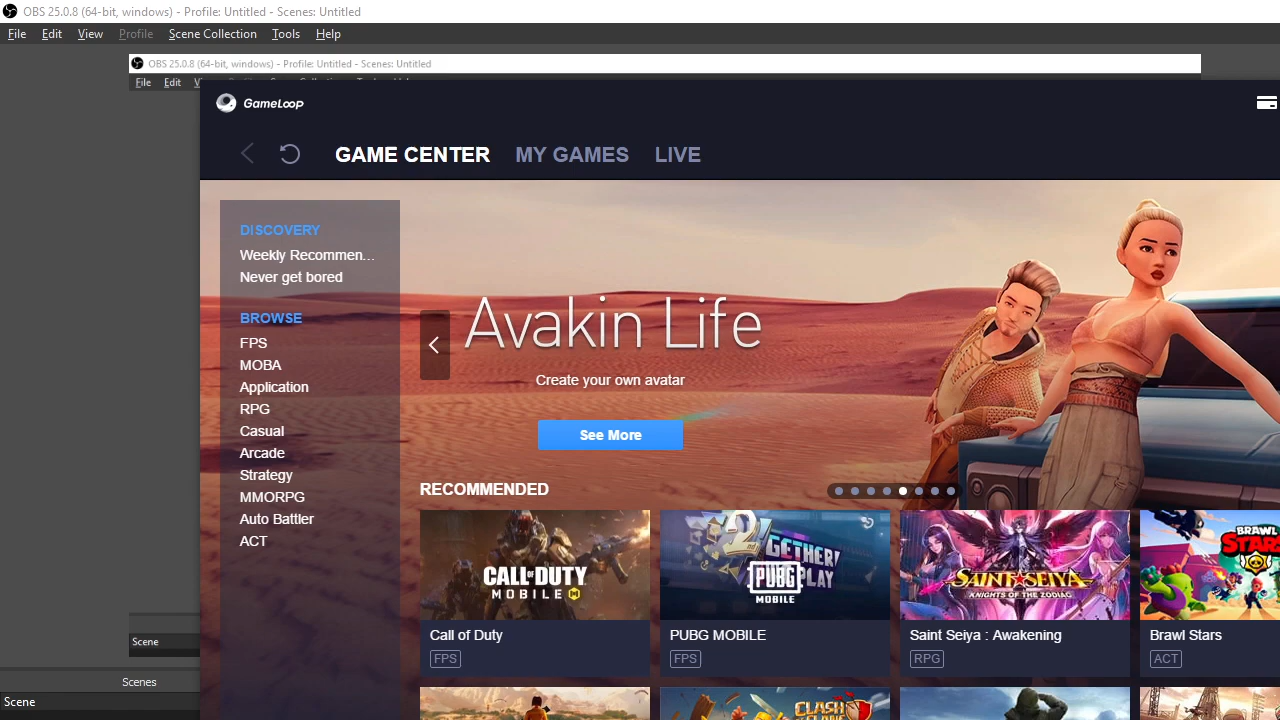 OBS 25.0.8 (64-bit, windows) - Profile: Untitled - Scenes: Untitled
File Edit View Profile Scene Collection Tools Help
OBS 25.0.8 (64-bit, windows) - Profile: Untitled - Scenes: Untitled
File Edit
GameLoop
GAME CENTER MY GAMES LIVE
DISCOVERY
Weekly Recommen...
Never get bored
BROWSE
FPS
MOBA
Application
RPG
Casual
Arcade
Strategy
MMORPG
Auto Battler
ACT
Avakin Life
Create your own avatar
See More
RECOMMENDED
CALL OF DUTY
MOBILE
2GETHER!
PLAY
PUBG
MOBILE
SAINT SEIYA
KNIGHTS OF THE ZODIAC
BRAWL
STARS
Call of Duty
FPS
PUBG MOBILE
FPS
Saint Seiya : Awakening
RPG
Brawl Stars
ACT
CLASH
Scene
Scenes
Scene